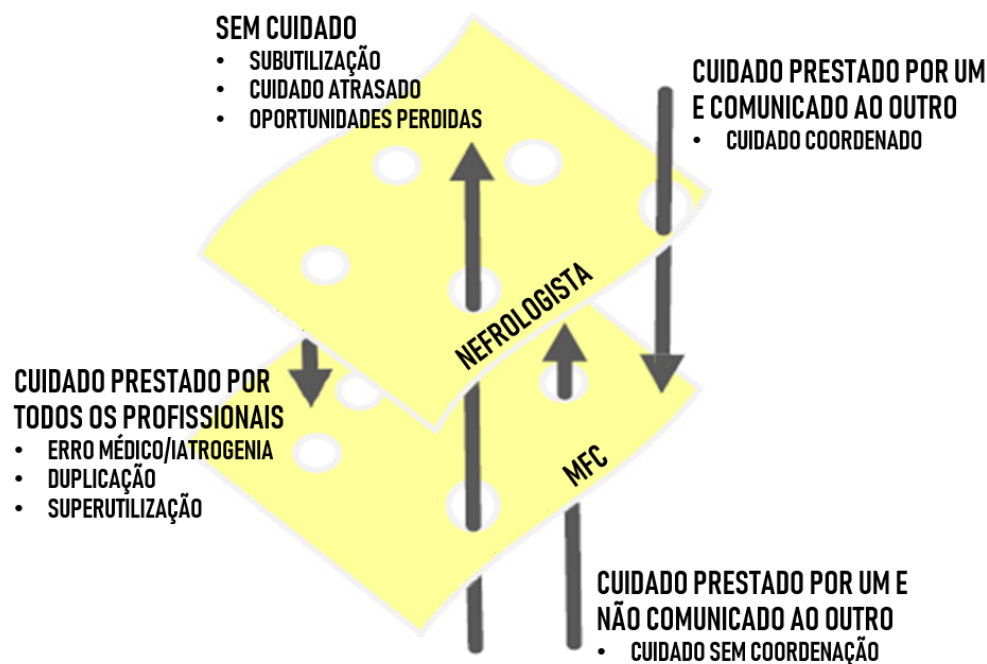 SEM CUIDADO
• SUBUTILIZAÇÃO
• CUIDADO ATRASADO
• OPORTUNIDADES PERDIDAS
CUIDADO PRESTADO POR UM
E COMUNICADO AO OUTRO
• CUIDADO COORDENADO
NEFROLOGISTA
CUIDADO PRESTADO POR
TODOS OS PROFISSIONAIS
• ERRO MÉDICO/IATROGENIA
• DUPLICAÇÃO
• SUPERUTILIZAÇÃO
MFC
CUIDADO PRESTADO POR UM E
NÃO COMUNICADO AO OUTRO
• CUIDADO SEM COORDENAÇÃO